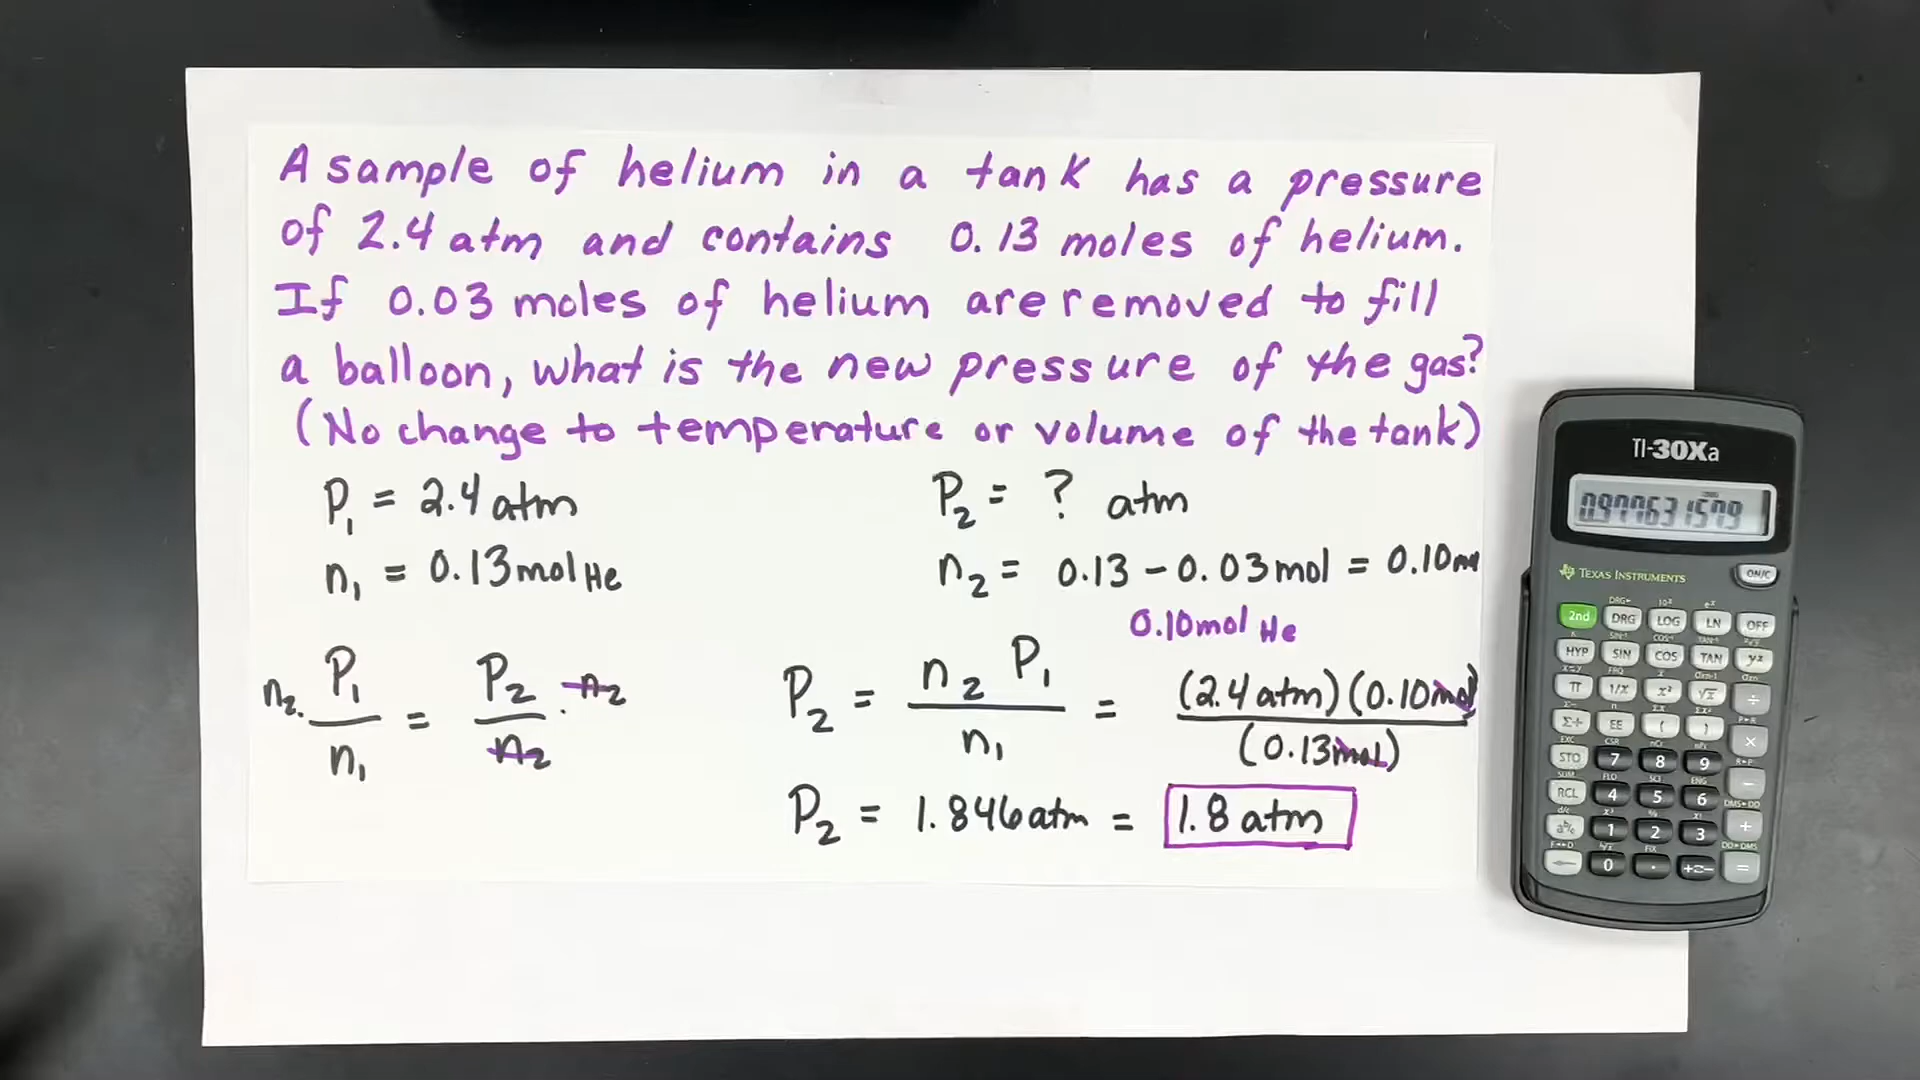 A sample of helium in a tank has a pressure
of 2.4 atm and contains 0.13 moles of helium.
If 0.03 moles of helium are removed to fill
a balloon, what is the new pressure of the gas?
(No change to temperature or volume of the tank)
P₁ = 2.4 atm
P₂ = ? atm
n₁ = 0.13 mol He
n₂ = 0.13 - 0.03 mol = 0.10 m
0.10 mol He
n₂ · P₁/n₁ = P₂/n₂ · n₂
P₂ = n₂ P₁/n₁ = (2.4 atm)(0.10 mol)/(0.13 mol)
P₂ = 1.846 atm = 1.8 atm
TI-30Xa
TEXAS INSTRUMENTS
ON/C
2nd DRG LOG LN OFF
HYP SIN COS TAN yˣ
π 1/x x² √x ÷
Σ+ EE ( ) ×
STO 7 8 9 −
RCL 4 5 6 +
aᵇ/c 1 2 3 =
0 .